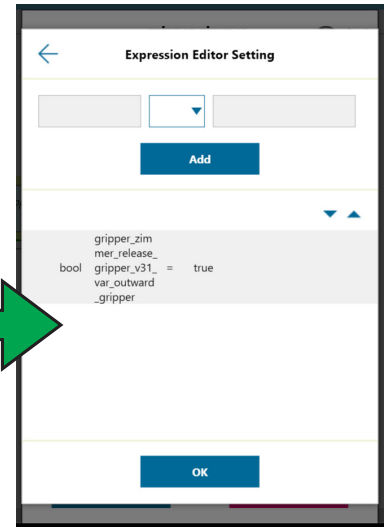 Expression Editor Setting
Add
gripper_zim
mer_release_
bool gripper_v31_ = true
var_outward
_gripper
OK